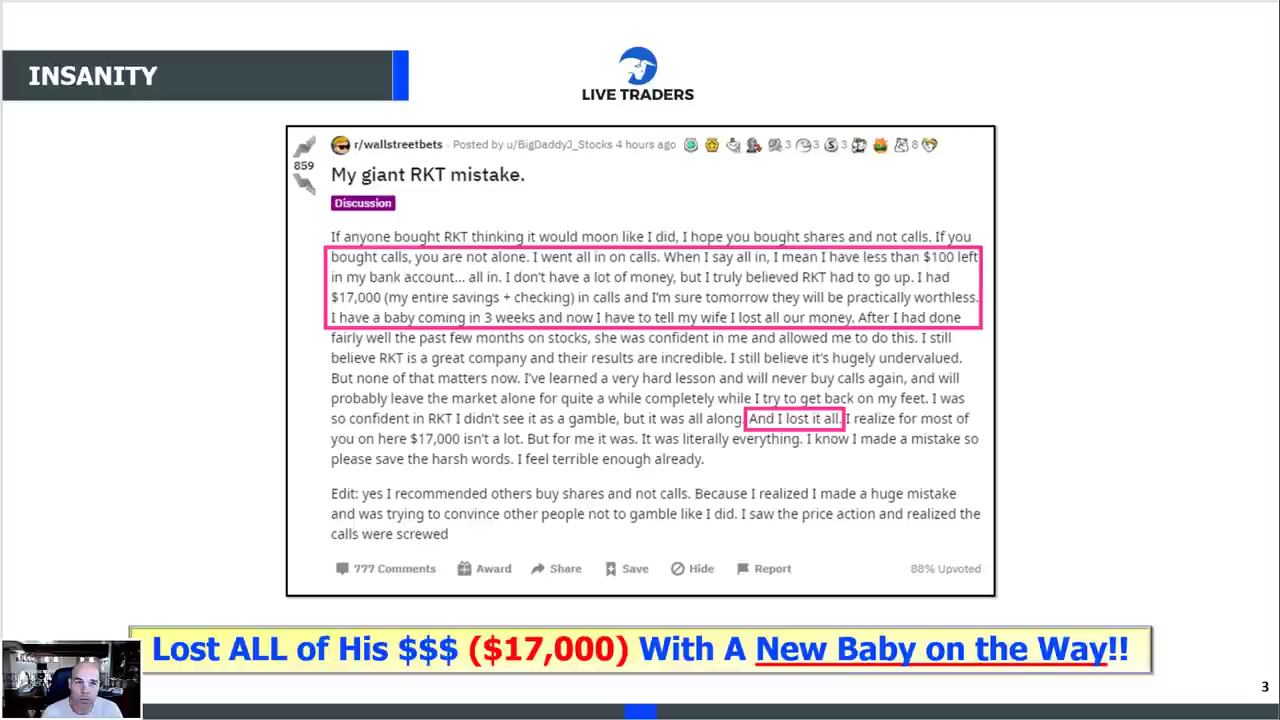 INSANITY
LIVE TRADERS
r/wallstreetbets · Posted by u/BigDaddyJ_Stocks 4 hours ago 3 3 3 8
859
My giant RKT mistake.
Discussion
If anyone bought RKT thinking it would moon like I did, I hope you bought shares and not calls. If you
bought calls, you are not alone. I went all in on calls. When I say all in, I mean I have less than $100 left
in my bank account... all in. I don't have a lot of money, but I truly believed RKT had to go up. I had
$17,000 (my entire savings + checking) in calls and I'm sure tomorrow they will be practically worthless.
I have a baby coming in 3 weeks and now I have to tell my wife I lost all our money. After I had done
fairly well the past few months on stocks, she was confident in me and allowed me to do this. I still
believe RKT is a great company and their results are incredible. I still believe it's hugely undervalued.
But none of that matters now. I've learned a very hard lesson and will never buy calls again, and will
probably leave the market alone for quite a while completely while I try to get back on my feet. I was
so confident in RKT I didn't see it as a gamble, but it was all along. And I lost it all. I realize for most of
you on here $17,000 isn't a lot. But for me it was. It was literally everything. I know I made a mistake so
please save the harsh words. I feel terrible enough already.
Edit: yes I recommended others buy shares and not calls. Because I realized I made a huge mistake
and was trying to convince other people not to gamble like I did. I saw the price action and realized the
calls were screwed
777 Comments Award Share Save Hide Report 88% Upvoted
Lost ALL of His $$$ ($17,000) With A New Baby on the Way!!
3